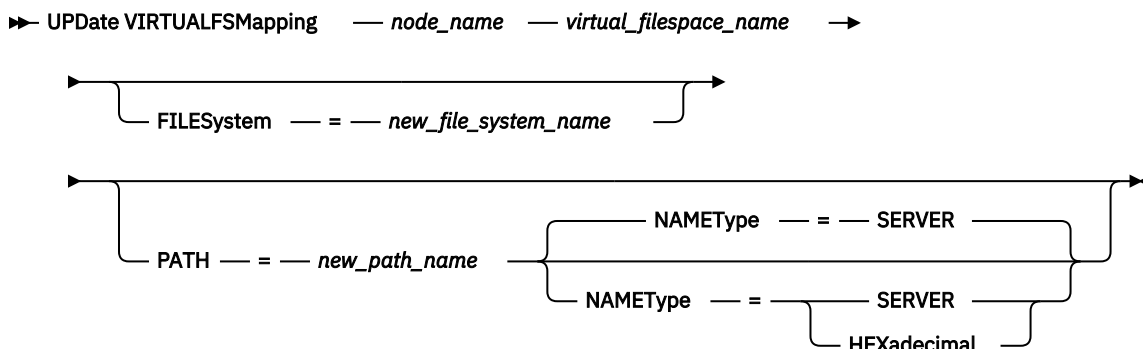 UPDate VIRTUALFSMapping — node_name — virtual_filespace_name
FILESystem — = — new_file_system_name
NAMEType — = — SERVER
PATH — = — new_path_name
NAMEType — = — SERVER
HEXadecimal